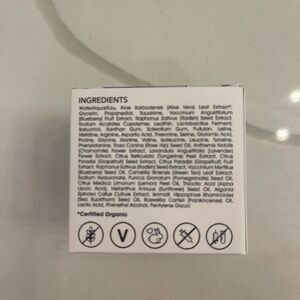 INGREDIENTS
Water/Aqua/Eau, Aloe Barbadensis (Aloe Vera) Leaf Extract*,
Glycerin, Propanediol, Squalane, Vaccinium Angustifolium
(Blueberry) Fruit Extract, Raphanus Sativus (Radish) Seed Extract,
Sodium Acrylates Copolymer, Lecithin, Lactobacillus Ferment,
Bakuchiol, Xanthan Gum, Sclerotium Gum, Pullulan, Lysine,
Histidine, Arginine, Aspartic Acid, Threonine, Serine, Glutamic Acid,
Proline, Glycine, Alanine, Valine, Isoleucine, Leucine, Tyrosine,
Phenylalanine, Rosa Canina (Rose Hip) Seed Oil, Anthemis Nobilis
(Chamomile) Flower Extract, Lavandula Angustifolia (Lavender)
Flower Extract, Citrus Reticulata (Tangerine) Peel Extract, Citrus
Paradisi (Grapefruit) Seed Extract, Citrus Paradisi (Grapefruit) Fruit
Extract, Raphanus Sativus (Radish) Seed Extract, Vaccinium Myrtillus
(Blueberry) Seed Oil, Camellia Sinensis (Green Tea) Leaf Extract,
Sodium Hyaluronate, Punica Granatum (Pomegranate) Seed Oil,
Citrus Medica Limonum (Lemon) Peel Oil, Thioctic Acid (Alpha
Lipoic Acid), Helianthus Annuus (Sunflower) Seed Oil, Argania
Spinosa Callus Culture Extract, Isomalt, Hippophae Rhamnoides
(Sea Buckthorn) Seed Oil, Boswellia Carterii (Frankincense) Oil,
Lactic Acid, Phenethyl Alcohol, Pentylene Glycol
*Certified Organic
V